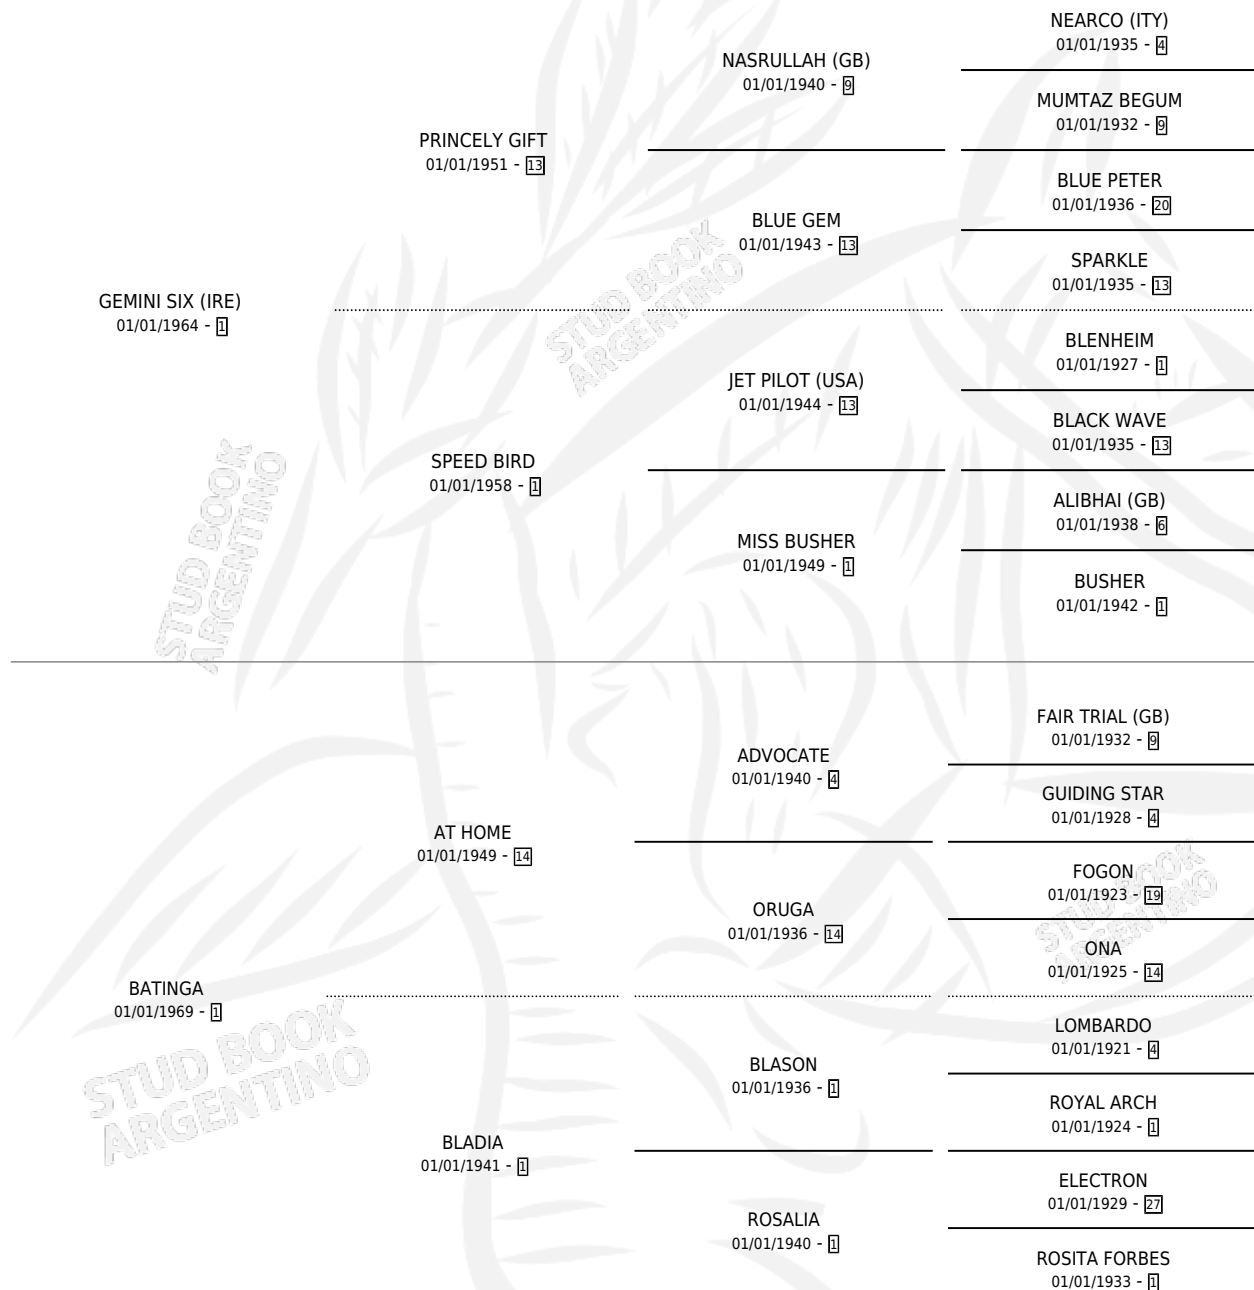 NEARCO (ITY)
01/01/1935 - 4
NASRULLAH (GB)
01/01/1940 - 9
MUMTAZ BEGUM
01/01/1932 - 9
PRINCELY GIFT
01/01/1951 - 13
BLUE PETER
01/01/1936 - 20
BLUE GEM
01/01/1943 - 13
SPARKLE
01/01/1935 - 13
GEMINI SIX (IRE)
01/01/1964 - 1
BLENHEIM
01/01/1927 - 1
JET PILOT (USA)
01/01/1944 - 13
BLACK WAVE
01/01/1935 - 13
SPEED BIRD
01/01/1958 - 1
ALIBHAI (GB)
01/01/1938 - 6
MISS BUSHER
01/01/1949 - 1
BUSHER
01/01/1942 - 1
FAIR TRIAL (GB)
01/01/1932 - 9
ADVOCATE
01/01/1940 - 4
GUIDING STAR
01/01/1928 - 4
AT HOME
01/01/1949 - 14
FOGON
01/01/1923 - 19
ORUGA
01/01/1936 - 14
ONA
01/01/1925 - 14
BATINGA
01/01/1969 - 1
LOMBARDO
01/01/1921 - 4
BLASON
01/01/1936 - 1
ROYAL ARCH
01/01/1924 - 1
BLADIA
01/01/1941 - 1
ELECTRON
01/01/1929 - 27
ROSALIA
01/01/1940 - 1
ROSITA FORBES
01/01/1933 - 1
STUD BOOK
ARGENTINO
STUD BOOK
ARGENTINO
STUD BOOK
ARGENTINO
STUD BOOK
ARGENTINO